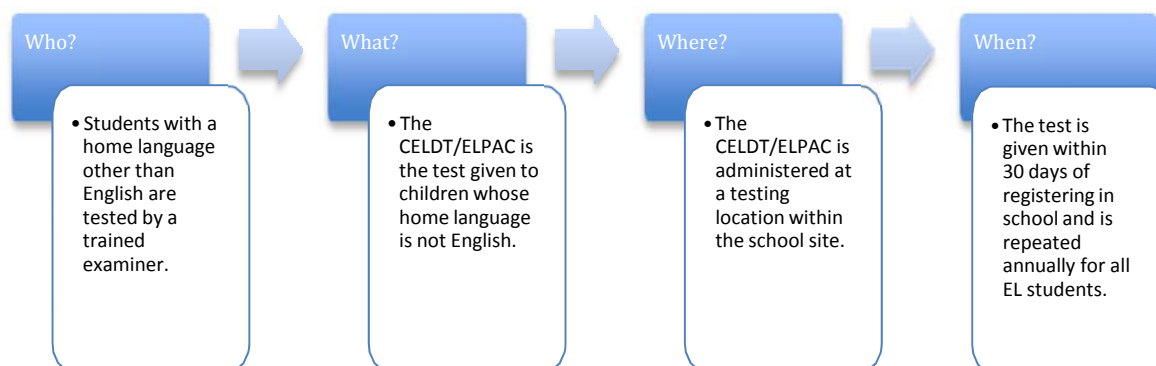 Who?
• Students with a
home language
other than
English are
tested by a
trained
examiner.
What?
• The
CELDT/ELPAC is
the test given to
children whose
home language
is not English.
Where?
• The
CELDT/ELPAC is
administered at
a testing
location within
the school site.
When?
• The test is
given within
30 days of
registering in
school and is
repeated
annually for all
EL students.